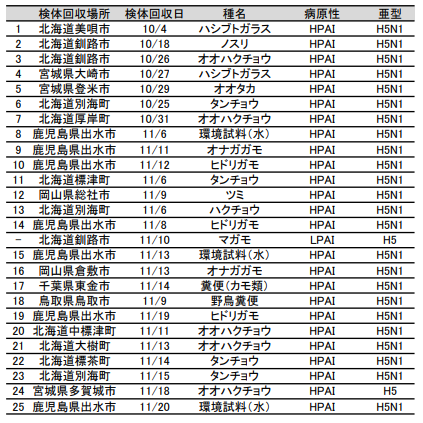 検体回収場所 検体回収日 種名 病原性 亜型
1 北海道美唄市 10/4 ハシブトガラス HPAI H5N1
2 北海道釧路市 10/18 ノスリ HPAI H5N1
3 北海道釧路市 10/26 オオハクチョウ HPAI H5N1
4 宮城県大崎市 10/27 ハシブトガラス HPAI H5N1
5 宮城県登米市 10/29 オオタカ HPAI H5N1
6 北海道別海町 10/25 タンチョウ HPAI H5N1
7 北海道厚岸町 10/31 オオハクチョウ HPAI H5N1
8 鹿児島県出水市 11/6 環境試料(水) HPAI H5N1
9 鹿児島県出水市 11/11 オナガガモ HPAI H5N1
10 鹿児島県出水市 11/12 ヒドリガモ HPAI H5N1
11 北海道標津町 11/6 タンチョウ HPAI H5N1
12 岡山県総社市 11/9 ツミ HPAI H5N1
13 北海道別海町 11/6 ハクチョウ HPAI H5N1
14 鹿児島県出水市 11/8 ヒドリガモ HPAI H5N1
- 北海道釧路市 11/10 マガモ LPAI H5
15 鹿児島県出水市 11/13 環境試料(水) HPAI H5N1
16 岡山県倉敷市 11/13 オナガガモ HPAI H5N1
17 千葉県東金市 11/14 糞便(カモ類) HPAI H5N1
18 鳥取県鳥取市 11/9 野鳥糞便 HPAI H5N1
19 鹿児島県出水市 11/19 ヒドリガモ HPAI H5N1
20 北海道中標津町 11/11 オオハクチョウ HPAI H5N1
21 北海道大樹町 11/13 オオハクチョウ HPAI H5N1
22 北海道標茶町 11/14 タンチョウ HPAI H5N1
23 北海道別海町 11/15 タンチョウ HPAI H5N1
24 宮城県多賀城市 11/18 オオハクチョウ HPAI H5
25 鹿児島県出水市 11/20 環境試料(水) HPAI H5N1